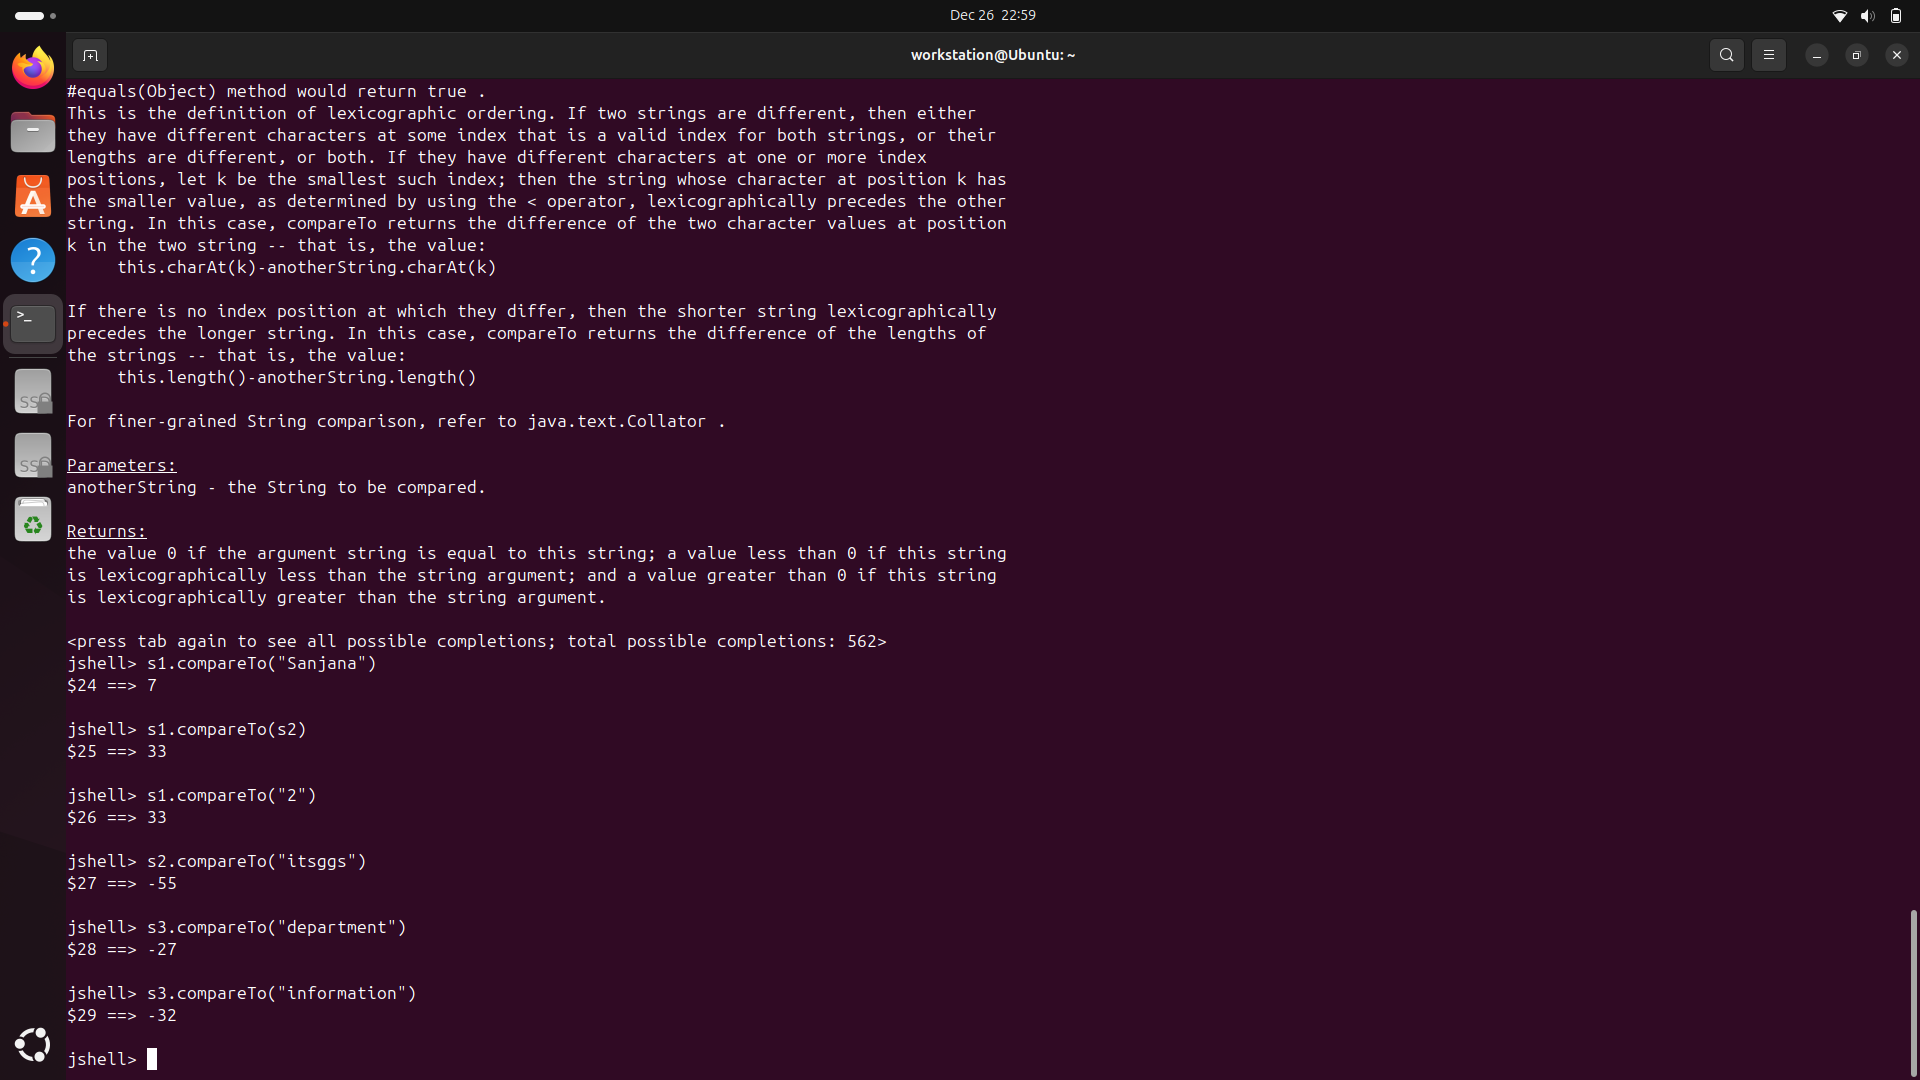 Dec 26 22:59
workstation@Ubuntu: ~
#equals(Object) method would return true .
This is the definition of lexicographic ordering. If two strings are different, then either
they have different characters at some index that is a valid index for both strings, or their
lengths are different, or both. If they have different characters at one or more index
positions, let k be the smallest such index; then the string whose character at position k has
the smaller value, as determined by using the < operator, lexicographically precedes the other
string. In this case, compareTo returns the difference of the two character values at position
k in the two string -- that is, the value:
     this.charAt(k)-anotherString.charAt(k)
If there is no index position at which they differ, then the shorter string lexicographically
precedes the longer string. In this case, compareTo returns the difference of the lengths of
the strings -- that is, the value:
     this.length()-anotherString.length()
For finer-grained String comparison, refer to java.text.Collator .
Parameters:
anotherString - the String to be compared.
Returns:
the value 0 if the argument string is equal to this string; a value less than 0 if this string
is lexicographically less than the string argument; and a value greater than 0 if this string
is lexicographically greater than the string argument.
<press tab again to see all possible completions; total possible completions: 562>
jshell> s1.compareTo("Sanjana")
$24 ==> 7
jshell> s1.compareTo(s2)
$25 ==> 33
jshell> s1.compareTo("2")
$26 ==> 33
jshell> s2.compareTo("itsggs")
$27 ==> -55
jshell> s3.compareTo("department")
$28 ==> -27
jshell> s3.compareTo("information")
$29 ==> -32
jshell>